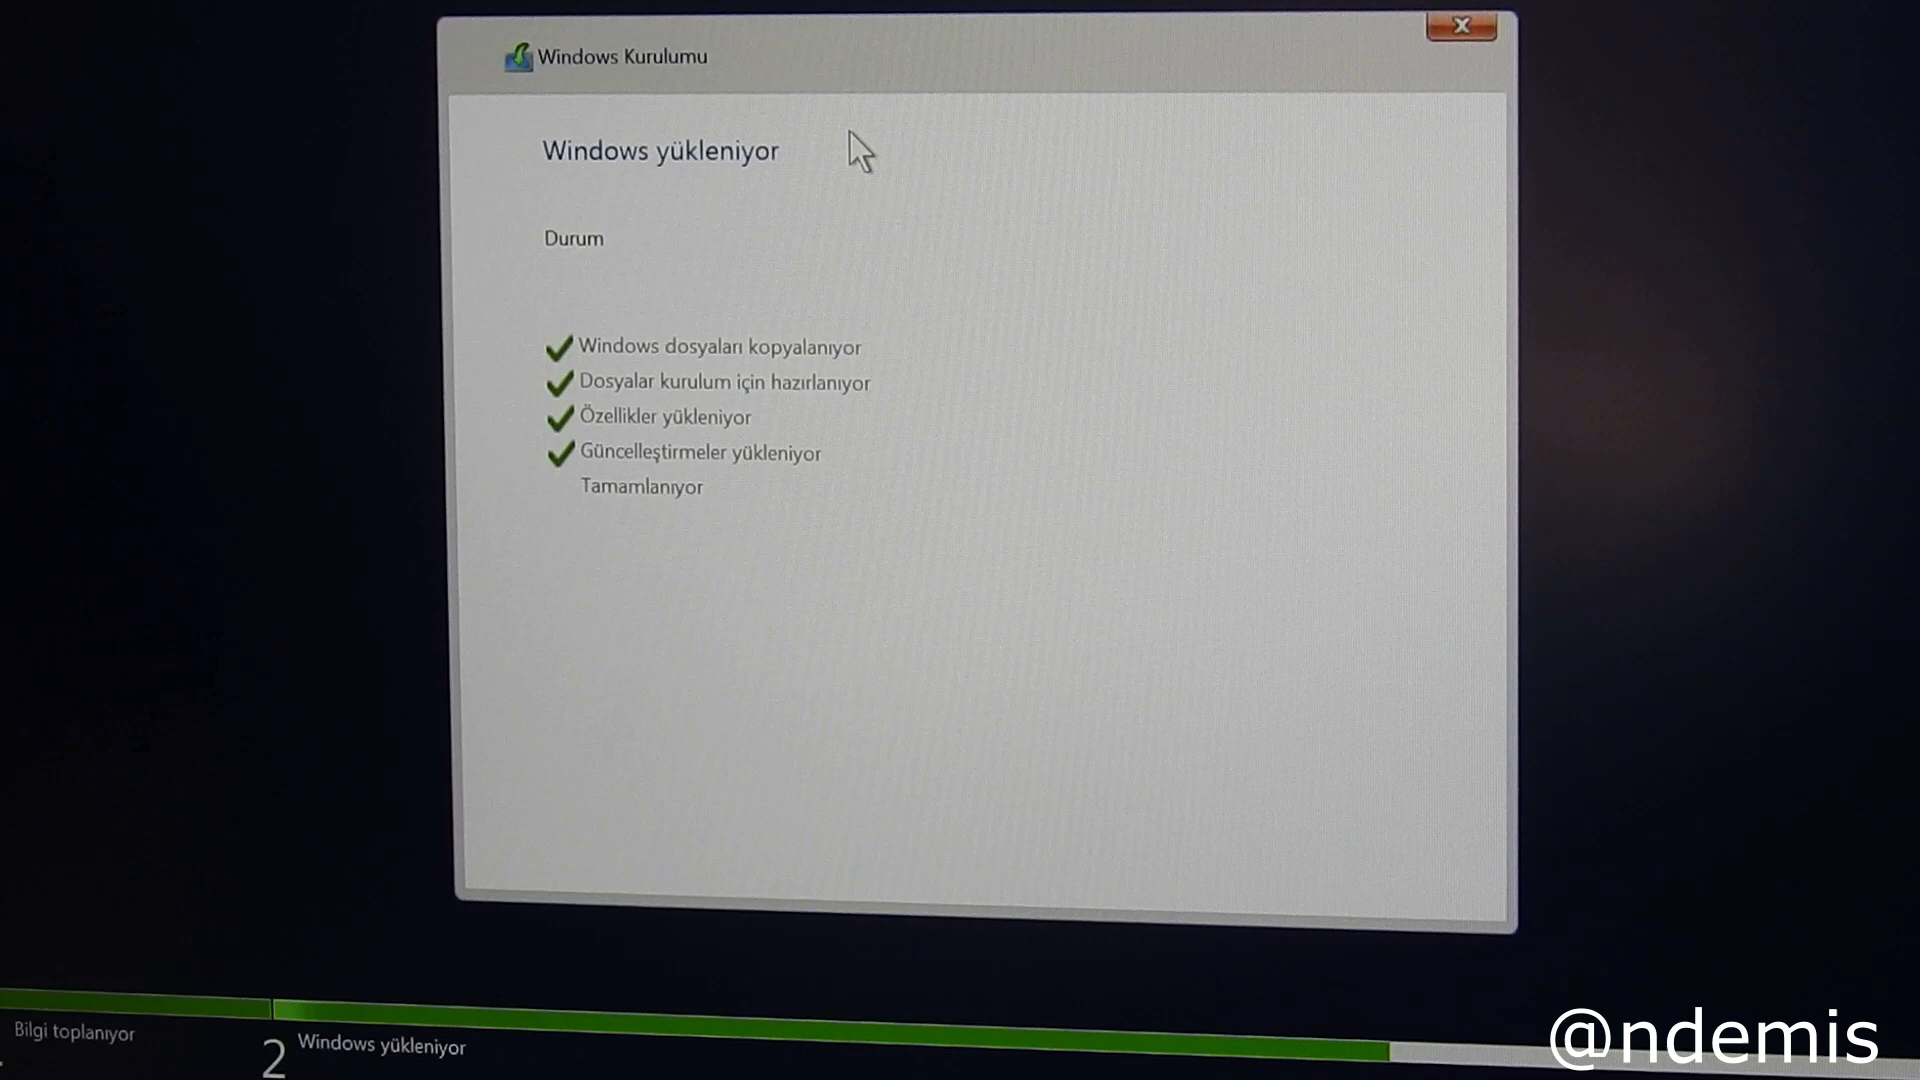 Windows Kurulumu
Windows yükleniyor
Durum
Windows dosyaları kopyalanıyor
Dosyalar kurulum için hazırlanıyor
Özellikler yükleniyor
Güncelleştirmeler yükleniyor
Tamamlanıyor
Bilgi toplanıyor
2 Windows yükleniyor
@ndemis